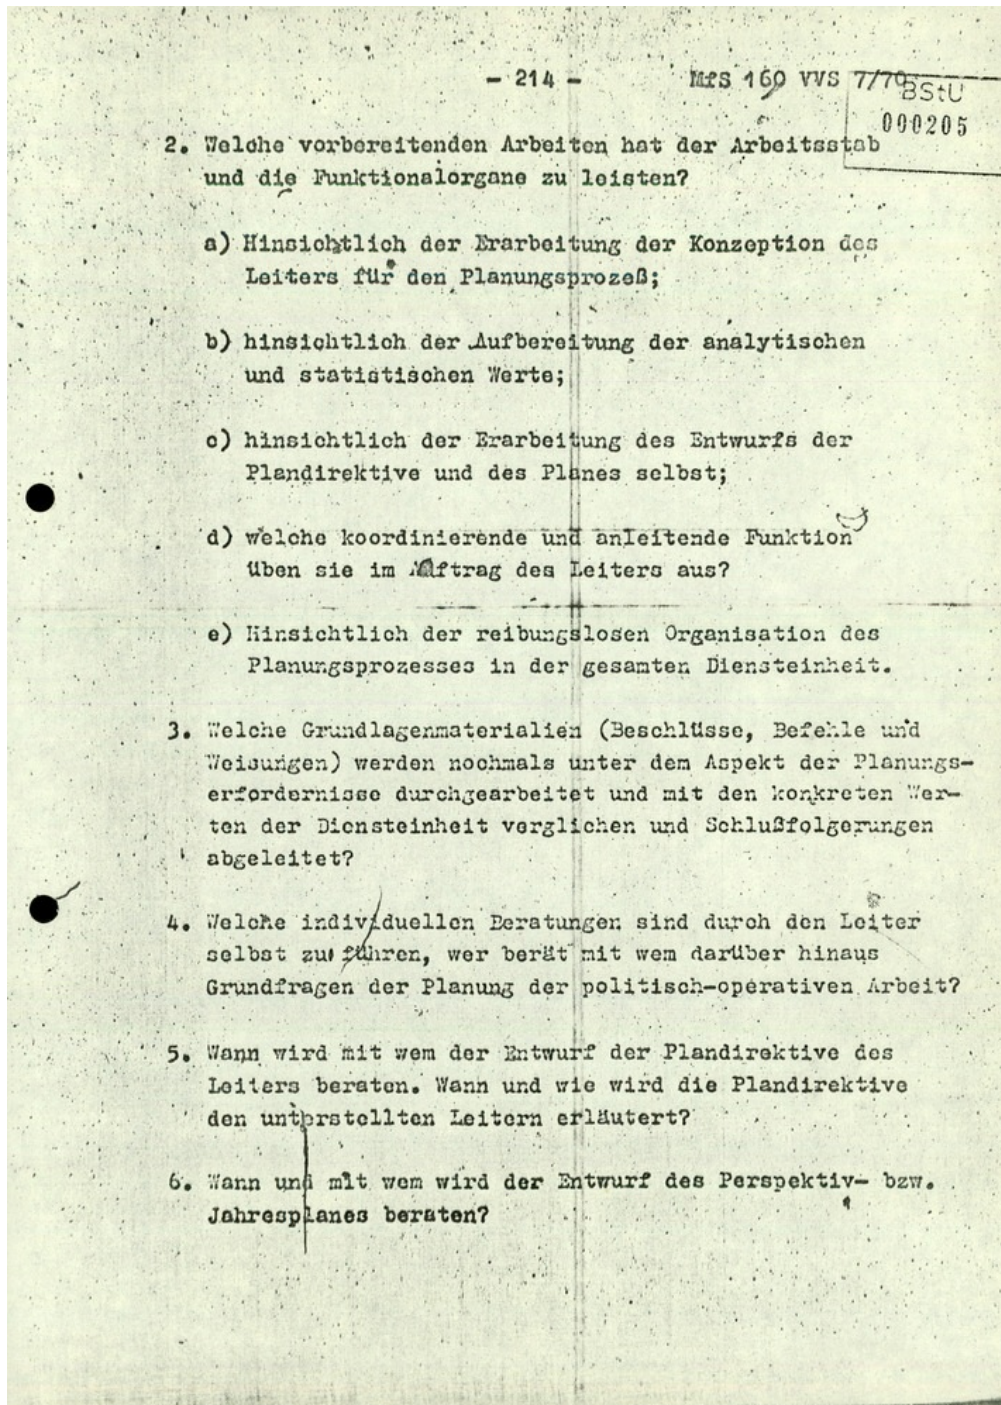 - 214 -
MfS 160 VVS 7/70
BStU
000205
2. Welche vorbereitenden Arbeiten hat der Arbeitsstab
und die Funktionalorgane zu leisten?
a) Hinsichtlich der Erarbeitung der Konzeption des
Leiters für den Planungsprozeß;
b) hinsichtlich der Aufbereitung der analytischen
und statistischen Werte;
c) hinsichtlich der Erarbeitung des Entwurfs der
Plandirektive und des Planes selbst;
d) welche koordinierende und anleitende Funktion
üben sie im Auftrag des Leiters aus?
e) Hinsichtlich der reibungslosen Organisation des
Planungsprozesses in der gesamten Diensteinheit.
3. Welche Grundlagenmaterialien (Beschlüsse, Befehle und
Weisungen) werden nochmals unter dem Aspekt der Planungs-
erfordernisse durchgearbeitet und mit den konkreten Wer-
ten der Diensteinheit verglichen und Schlußfolgerungen
abgeleitet?
4. Welche individuellen Beratungen sind durch den Leiter
selbst zu führen, wer berät mit wem darüber hinaus
Grundfragen der Planung der politisch-operativen Arbeit?
5. Wann wird mit wem der Entwurf der Plandirektive des
Leiters beraten. Wann und wie wird die Plandirektive
den unterstellten Leitern erläutert?
6. Wann und mit wem wird der Entwurf des Perspektiv- bzw.
Jahresplanes beraten?